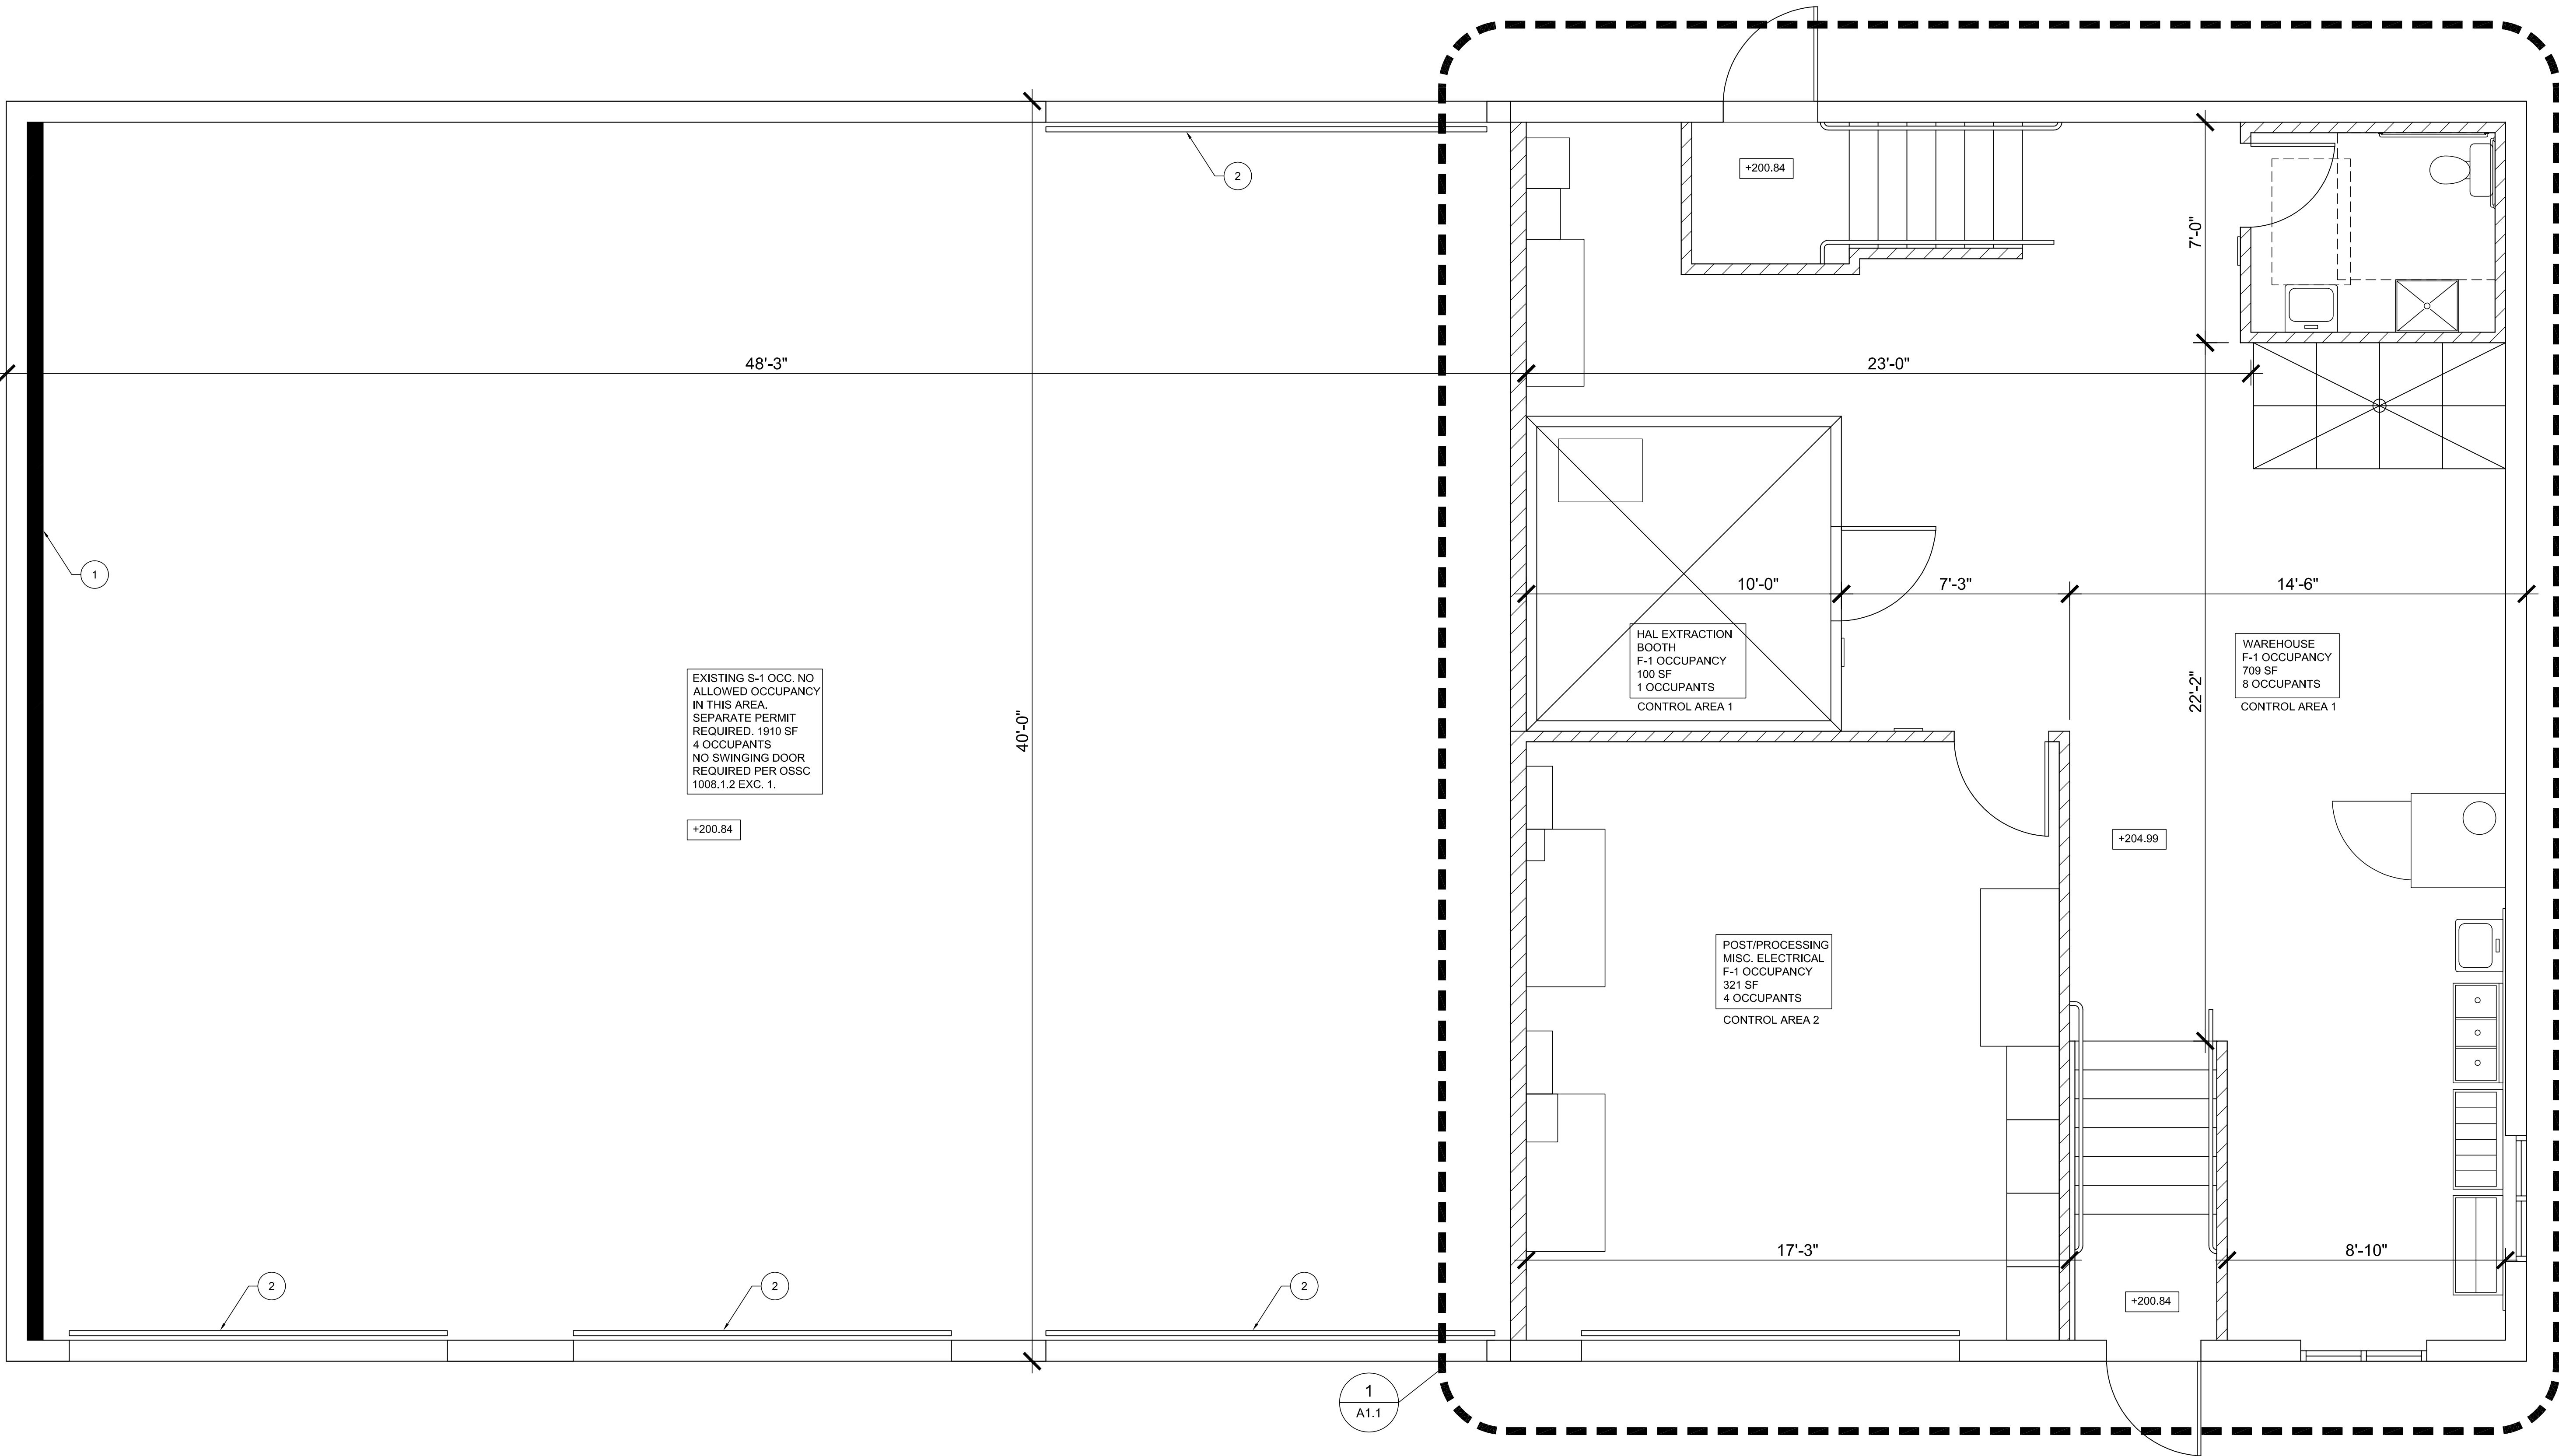 +200.84
2
7'-0"
48'-3"
23'-0"
1
10'-0"
7'-3"
14'-6"
HAL EXTRACTION
BOOTH
F-1 OCCUPANCY
100 SF
1 OCCUPANTS
CONTROL AREA 1
WAREHOUSE
F-1 OCCUPANCY
709 SF
8 OCCUPANTS
CONTROL AREA 1
EXISTING S-1 OCC. NO
ALLOWED OCCUPANCY
IN THIS AREA.
SEPARATE PERMIT
REQUIRED. 1910 SF
4 OCCUPANTS
NO SWINGING DOOR
REQUIRED PER OSSC
1008.1.2 EXC. 1.
+200.84
40'-0"
22'-2"
+204.99
POST/PROCESSING
MISC. ELECTRICAL
F-1 OCCUPANCY
321 SF
4 OCCUPANTS
CONTROL AREA 2
17'-3"
8'-10"
2
2
2
+200.84
1
A1.1